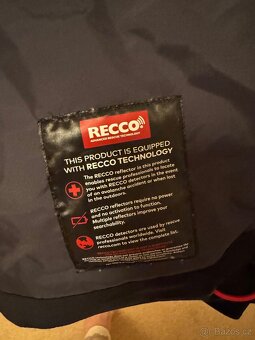 RECCO
ADVANCED RESCUE TECHNOLOGY
THIS PRODUCT IS EQUIPPED
WITH RECCO TECHNOLOGY
The RECCO reflector in this product
enables rescue professionals to locate
you with RECCO detectors in the event
of an avalanche accident or when lost
in the outdoors.
RECCO reflectors require no power
and no activation to function.
Multiple reflectors improve your
searchability.
RECCO detectors are used by rescue
professionals worldwide. Visit
recco.com to view the complete list.
bazos.cz